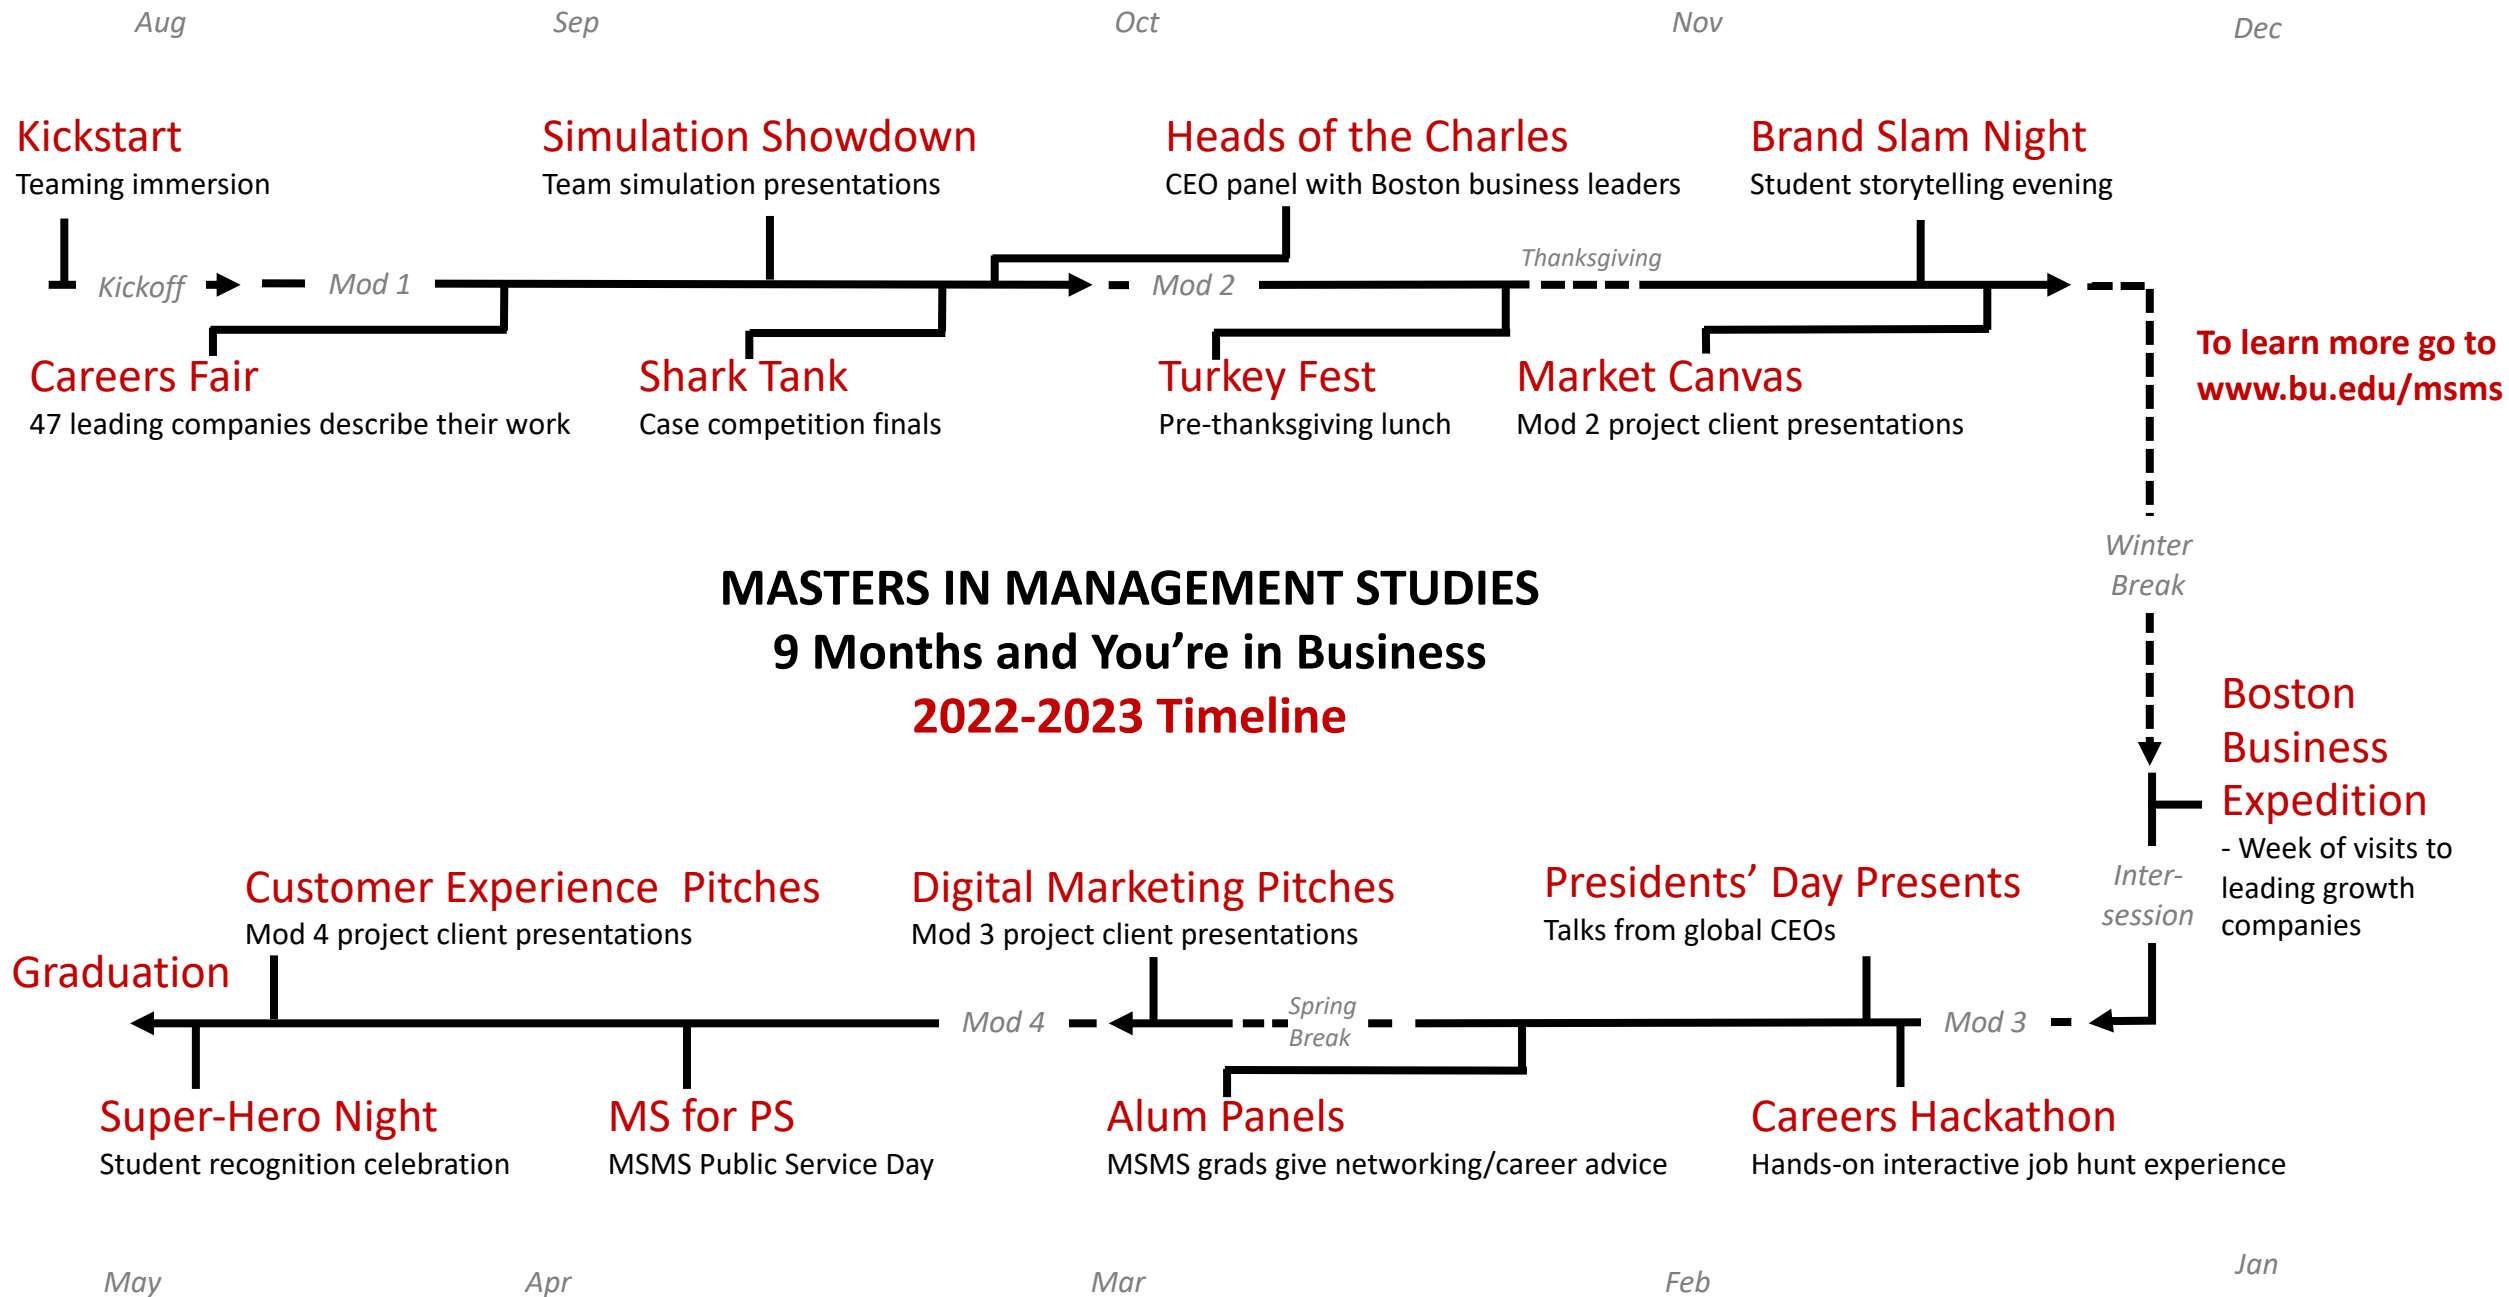 Aug
Sep
Oct
Nov
Dec
Kickstart
Teaming immersion
Simulation Showdown
Team simulation presentations
Heads of the Charles
CEO panel with Boston business leaders
Brand Slam Night
Student storytelling evening
Kickoff
Mod 1
Mod 2
Thanksgiving
Careers Fair
47 leading companies describe their work
Shark Tank
Case competition finals
Turkey Fest
Pre-thanksgiving lunch
Market Canvas
Mod 2 project client presentations
To learn more go to
www.bu.edu/msms
Winter
Break
MASTERS IN MANAGEMENT STUDIES
9 Months and You're in Business
2022-2023 Timeline
Boston
Business
Expedition
- Week of visits to
leading growth
companies
Inter-
session
Presidents' Day Presents
Talks from global CEOs
Digital Marketing Pitches
Mod 3 project client presentations
Customer Experience  Pitches
Mod 4 project client presentations
Graduation
Mod 4
Spring
Break
Mod 3
Super-Hero Night
Student recognition celebration
MS for PS
MSMS Public Service Day
Alum Panels
MSMS grads give networking/career advice
Careers Hackathon
Hands-on interactive job hunt experience
May
Apr
Mar
Feb
Jan